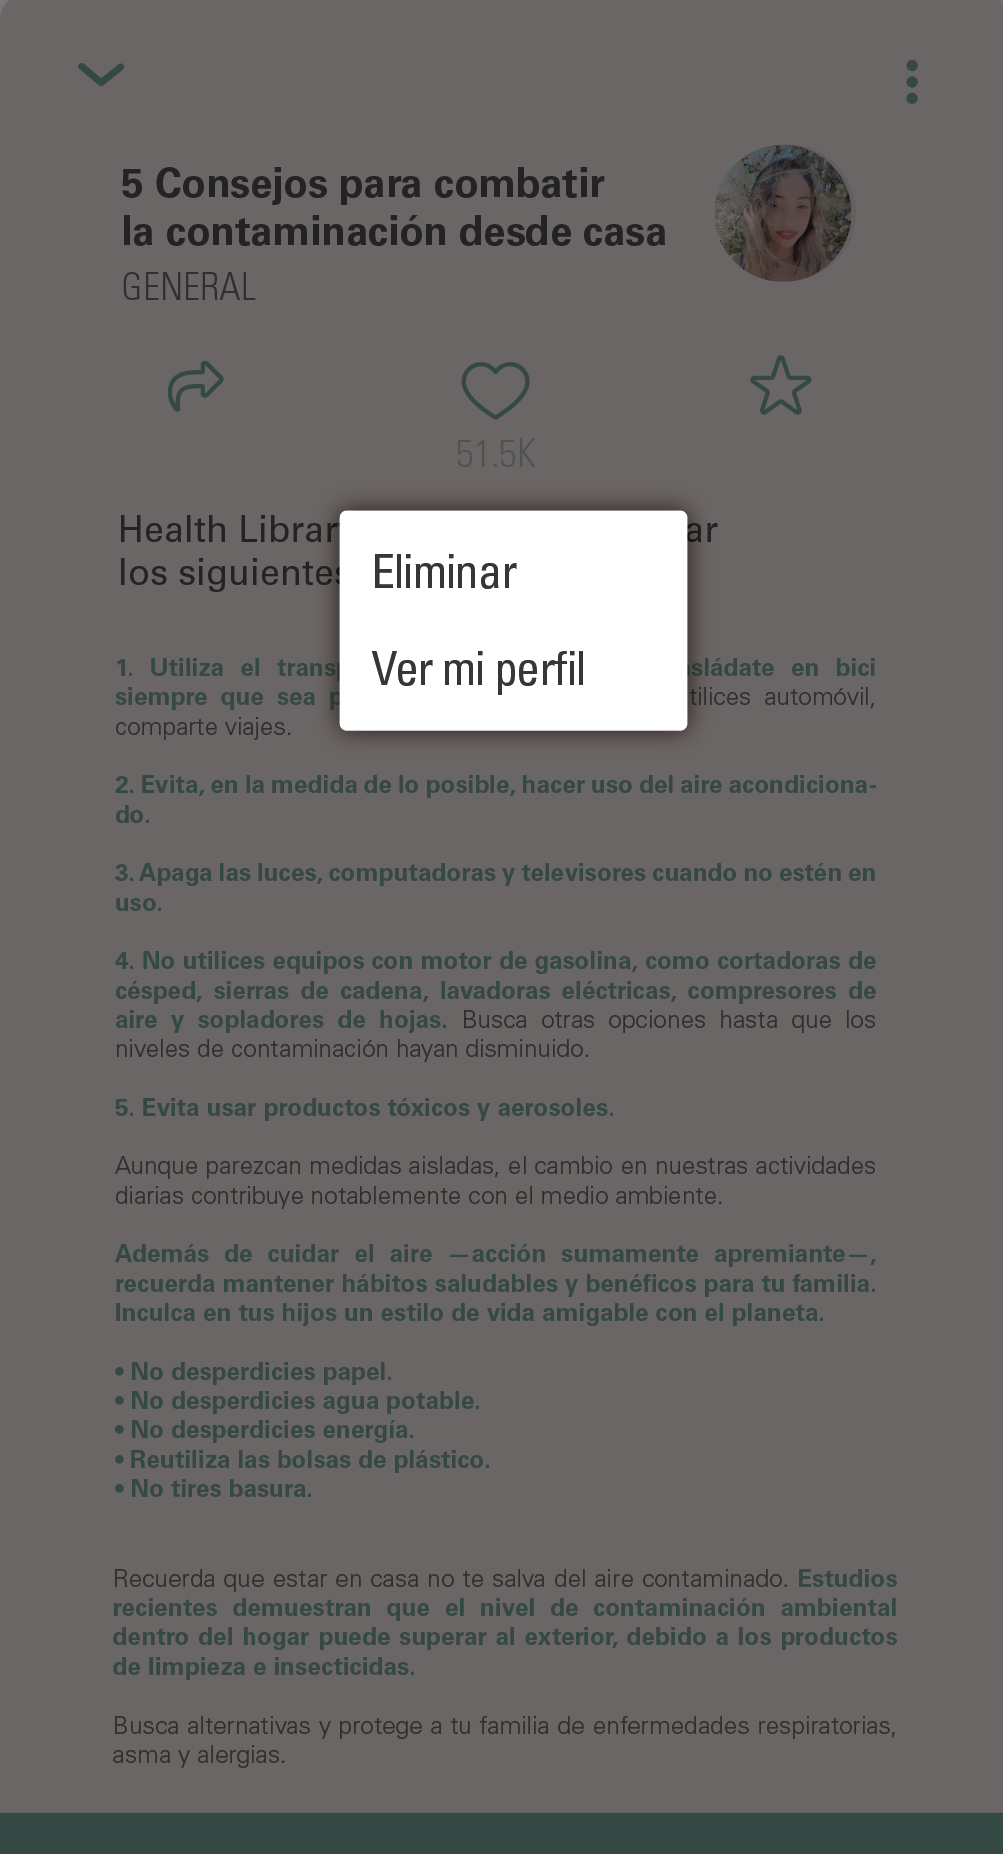 5 Consejos para combatir
la contaminación desde casa
GENERAL
51.5K
Health Librar
ar
los siguientes
Eliminar
Ver mi perfil
1. Utiliza el
en bici
siempre que sea
tilices automóvil,
comparte viajes.
2. Evita, en la medida de lo posible, hacer uso del aire acondiciona-
do.
3. Apaga las luces, computadoras y televisores cuando no estén en
uso.
4. No utilices equipos con motor de gasolina, como cortadoras de
césped, sierras de cadena, lavadoras eléctricas, compresores de
aire y sopladores de hojas. Busca otras opciones hasta que los
niveles de contaminación hayan disminuido.
5. Evita usar productos tóxicos y aerosoles.
Aunque parezcan medidas aisladas, el cambio en nuestras actividades
diarias contribuye notablemente con el medio ambiente.
Además de cuidar el aire —acción sumamente apremiante—,
recuerda mantener hábitos saludables y benéficos para tu familia.
Inculca en tus hijos un estilo de vida amigable con el planeta.
• No desperdicies papel.
• No desperdicies agua potable.
• No desperdicies energía.
• Reutiliza las bolsas de plástico.
• No tires basura.
Recuerda que estar en casa no te salva del aire contaminado. Estudios
recientes demuestran que el nivel de contaminación ambiental
dentro del hogar puede superar al exterior, debido a los productos
de limpieza e insecticidas.
Busca alternativas y protege a tu familia de enfermedades respiratorias,
asma y alergias.